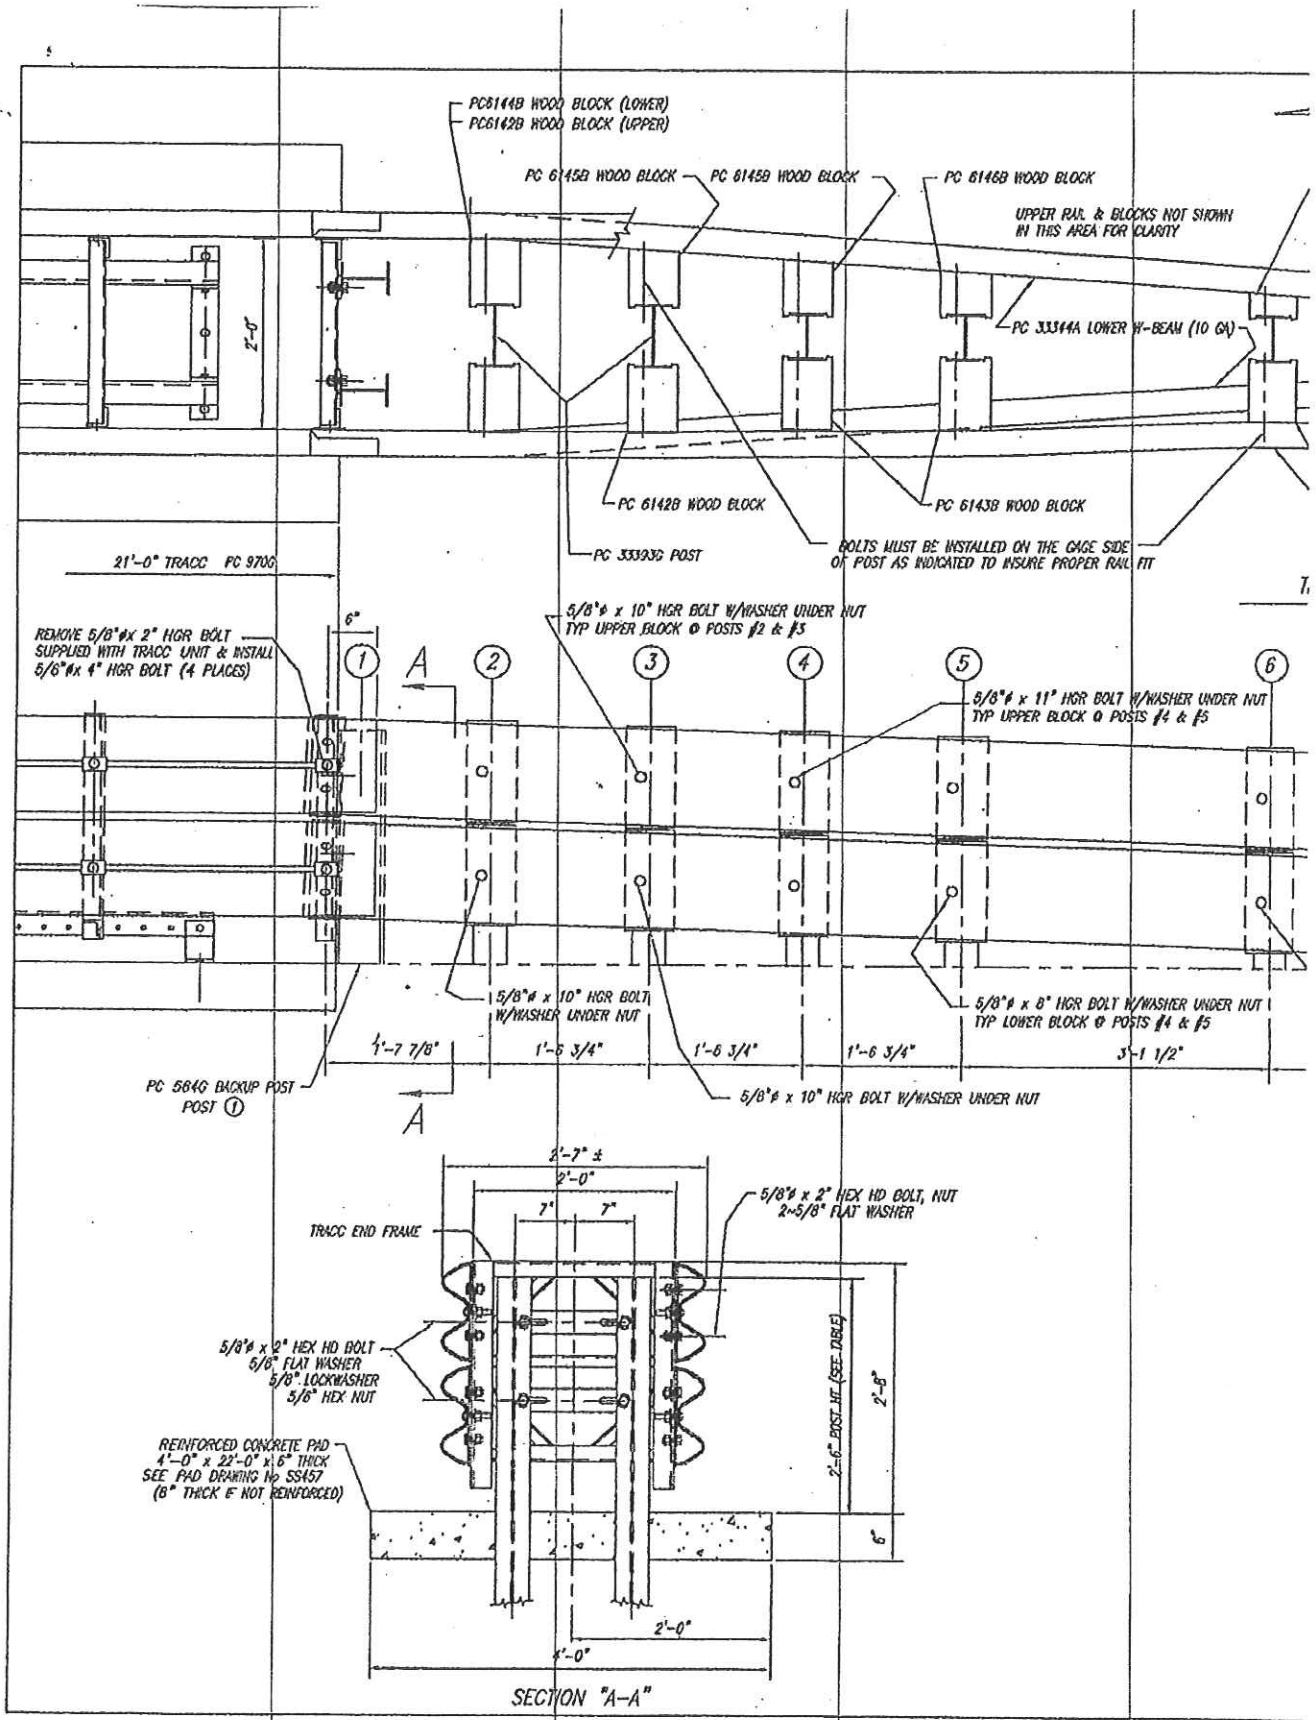 PC6144B WOOD BLOCK (LOWER)
PC6142B WOOD BLOCK (UPPER)
PC 6145B WOOD BLOCK
PC 6145B WOOD BLOCK
PC 6146B WOOD BLOCK
UPPER RAIL & BLOCKS NOT SHOWN
IN THIS AREA FOR CLARITY
2'-0"
PC 33344A LOWER W-BEAM (10 GA)
PC 6142B WOOD BLOCK
PC 6143B WOOD BLOCK
PC 33393G POST
BOLTS MUST BE INSTALLED ON THE GAGE SIDE
OF POST AS INDICATED TO INSURE PROPER RAIL FIT
21'-0" TRACC PC 970G
6"
REMOVE 5/8"ø x 2" HGR BOLT
SUPPLIED WITH TRACC UNIT & INSTALL
5/8"ø x 4" HGR BOLT (4 PLACES)
5/8"ø x 10" HGR BOLT W/WASHER UNDER NUT
TYP UPPER BLOCK @ POSTS #2 & #3
1
A
2
3
4
5
6
5/8"ø x 11" HGR BOLT W/WASHER UNDER NUT
TYP UPPER BLOCK @ POSTS #4 & #5
5/8"ø x 10" HGR BOLT
W/WASHER UNDER NUT
5/8"ø x 8" HGR BOLT W/WASHER UNDER NUT
TYP LOWER BLOCK @ POSTS #4 & #5
1'-7 7/8"
1'-6 3/4"
1'-6 3/4"
1'-6 3/4"
3'-1 1/2"
PC 564G BACKUP POST
POST 1
A
5/8"ø x 10" HGR BOLT W/WASHER UNDER NUT
2'-7" ±
2'-0"
7"
7"
5/8"ø x 2" HEX HD BOLT, NUT
2~5/8" FLAT WASHER
TRACC END FRAME
5/8"ø x 2" HEX HD BOLT
5/8" FLAT WASHER
5/8" LOCKWASHER
5/8" HEX NUT
2'-6" POST HT (SEE TABLE)
2'-8"
REINFORCED CONCRETE PAD
4'-0" x 22'-0" x 6" THICK
SEE PAD DRAWING No SS457
(8" THICK IF NOT REINFORCED)
6"
2'-0"
4'-0"
SECTION "A-A"